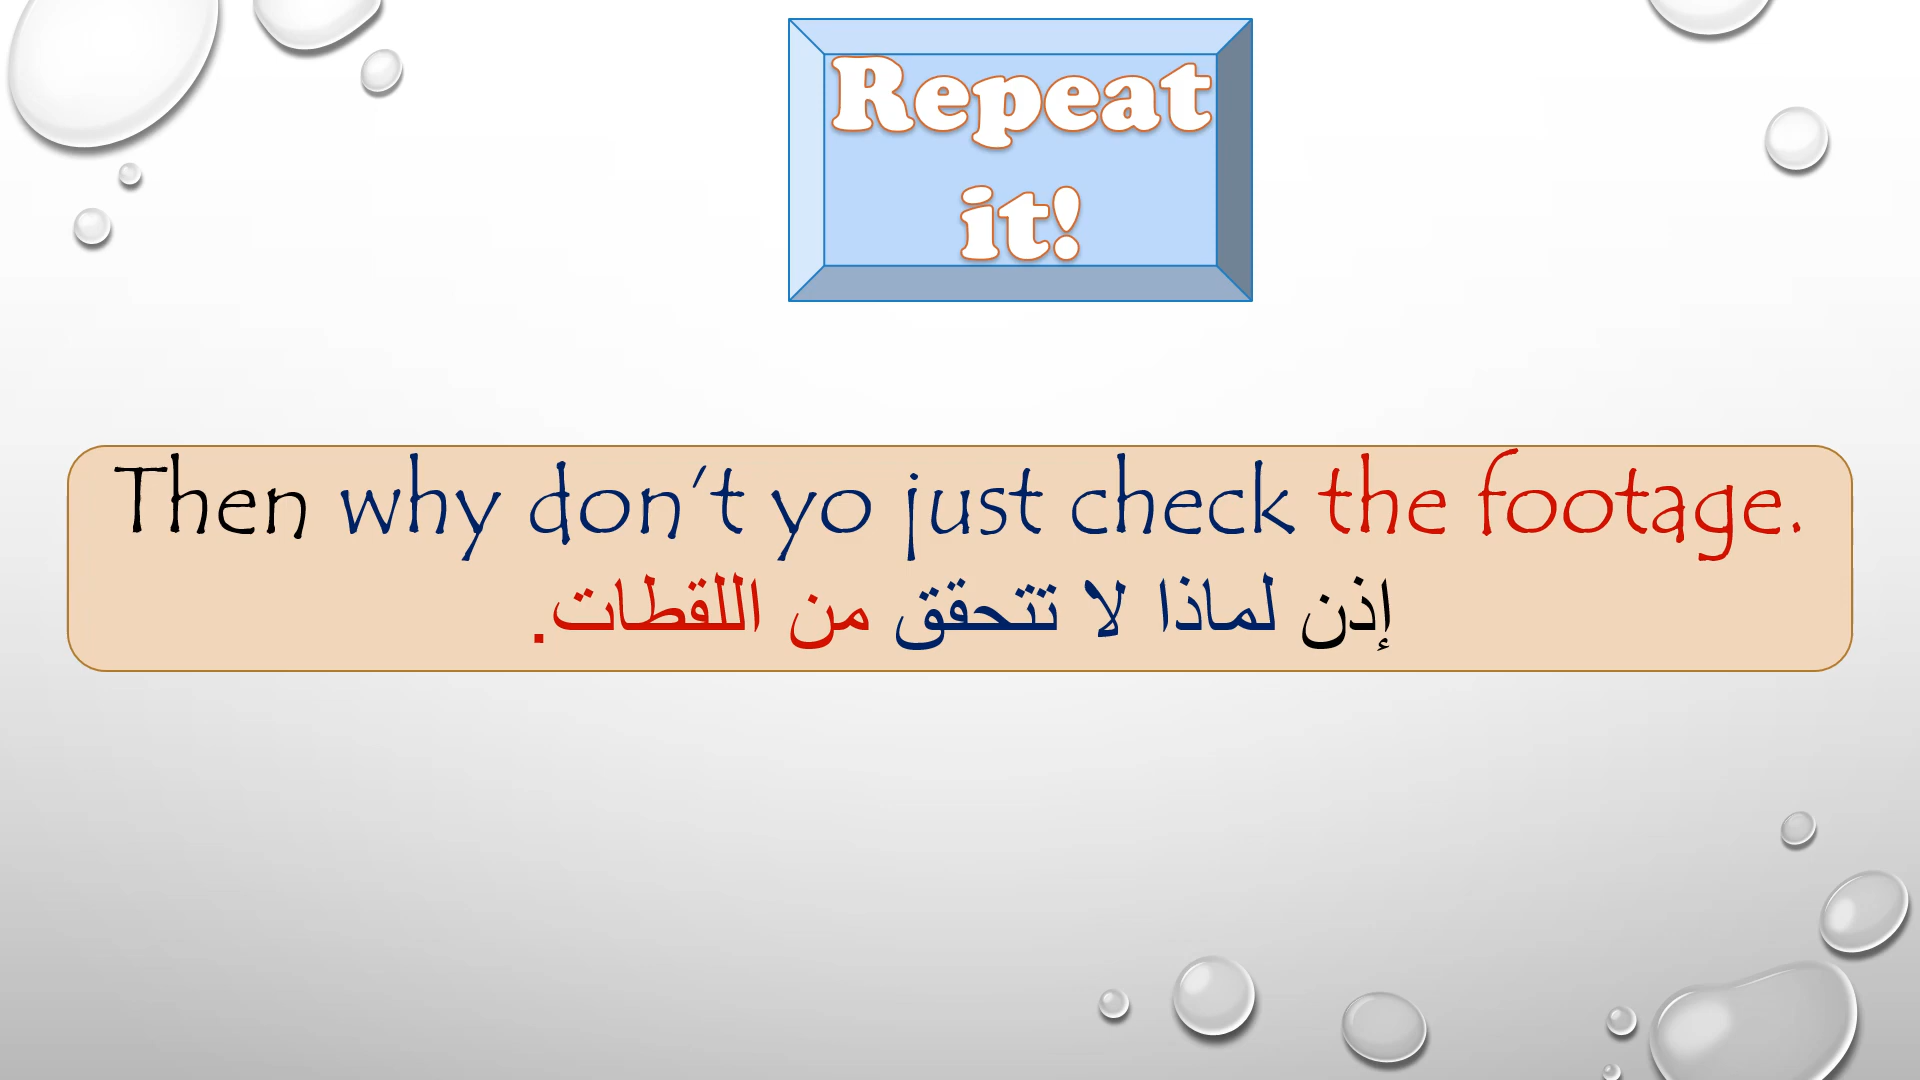 Repeat
it!
Then why don’t yo just check the footage.
إذن لماذا لا تتحقق من اللقطات.